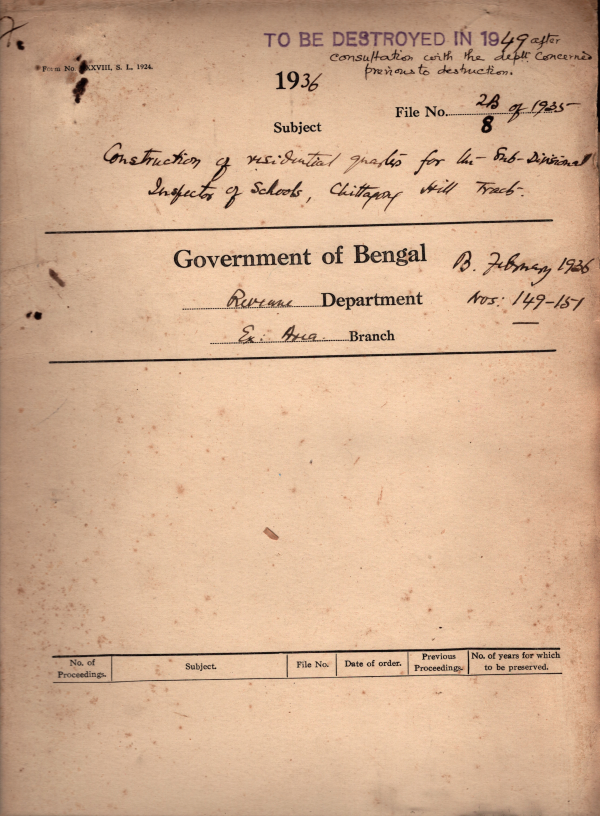 TO BE DESTROYED IN 1949 after
consultation with the deptt. Concerned
previous to destruction.
Form No. XXVIII, S. L. 1924.
1936
File No. 2B/8 of 1935
Subject
Construction of residential quarters for the Sub-Divisional
Inspector of Schools, Chittagong Hill Tracts.
Government of Bengal
B. February 1936
Revenue Department
Nos: 149-151
Ex: Area Branch
No. of Proceedings.
Subject.
File No.
Date of order.
Previous Proceedings.
No. of years for which to be preserved.